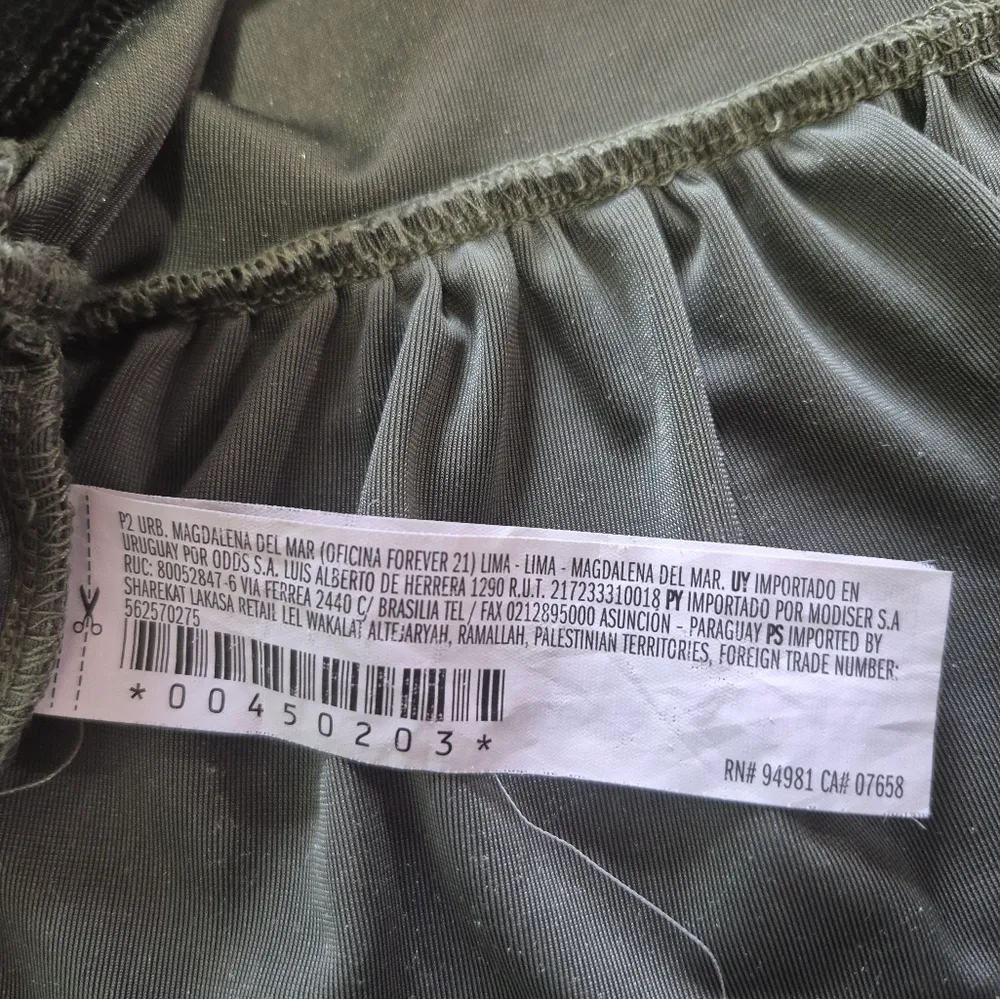 P2 URB. MAGDALENA DEL MAR (OFICINA FOREVER 21) LIMA - LIMA - MAGDALENA DEL MAR. UY IMPORTADO EN
URUGUAY POR ODDS S.A. LUIS ALBERTO DE HERRERA 1290 R.U.T. 217233310018 PY IMPORTADO POR MODISER S.A
RUC: 80052847-6 VIA FERREA 2440 C/ BRASILIA TEL / FAX 0212895000 ASUNCION - PARAGUAY PS IMPORTED BY
SHAREKAT LAKASA RETAIL LEL WAKALAT ALTEJARYAH, RAMALLAH, PALESTINIAN TERRITORIES, FOREIGN TRADE NUMBER:
562570275
*00450203*
RN# 94981 CA# 07658